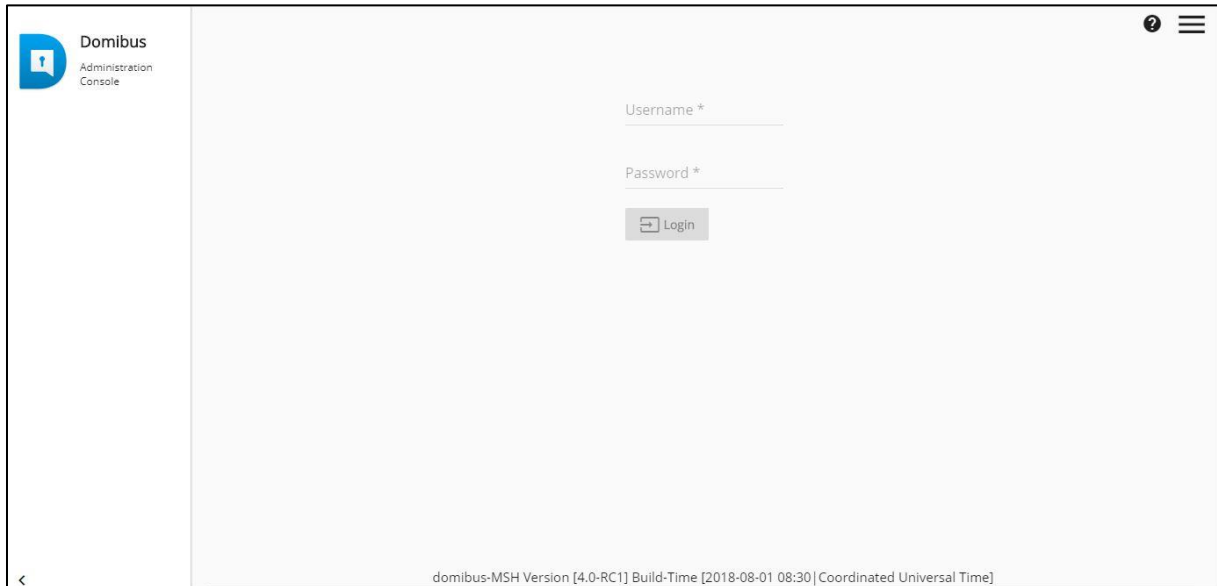 Domibus
Administration
Console
Username *
Password *
Login
domibus-MSH Version [4.0-RC1] Build-Time [2018-08-01 08:30|Coordinated Universal Time]